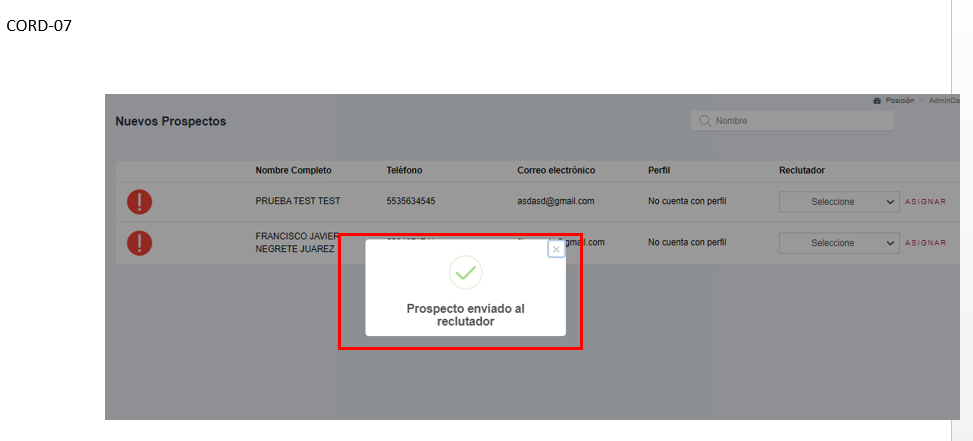 CORD-07
Posición > AdminDa
Nuevos Prospectos
Nombre
Nombre Completo Teléfono Correo electrónico Perfil Reclutador
PRUEBA TEST TEST 5535634545 asdasd@gmail.com No cuenta con perfil Seleccione ASIGNAR
FRANCISCO JAVIER
NEGRETE JUAREZ @gmail.com No cuenta con perfil Seleccione ASIGNAR
Prospecto enviado al
reclutador